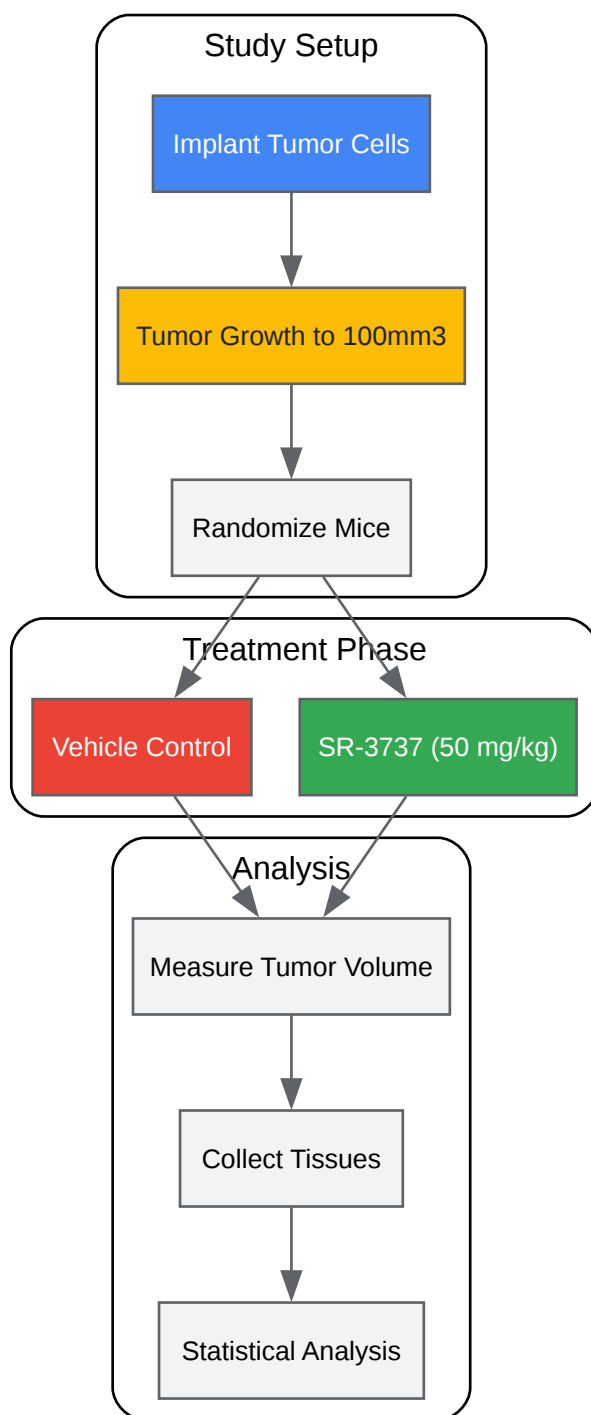 Study Setup
Implant Tumor Cells
Tumor Growth to 100mm3
Randomize Mice
Treatment Phase
Vehicle Control
SR-3737 (50 mg/kg)
Analysis
Measure Tumor Volume
Collect Tissues
Statistical Analysis